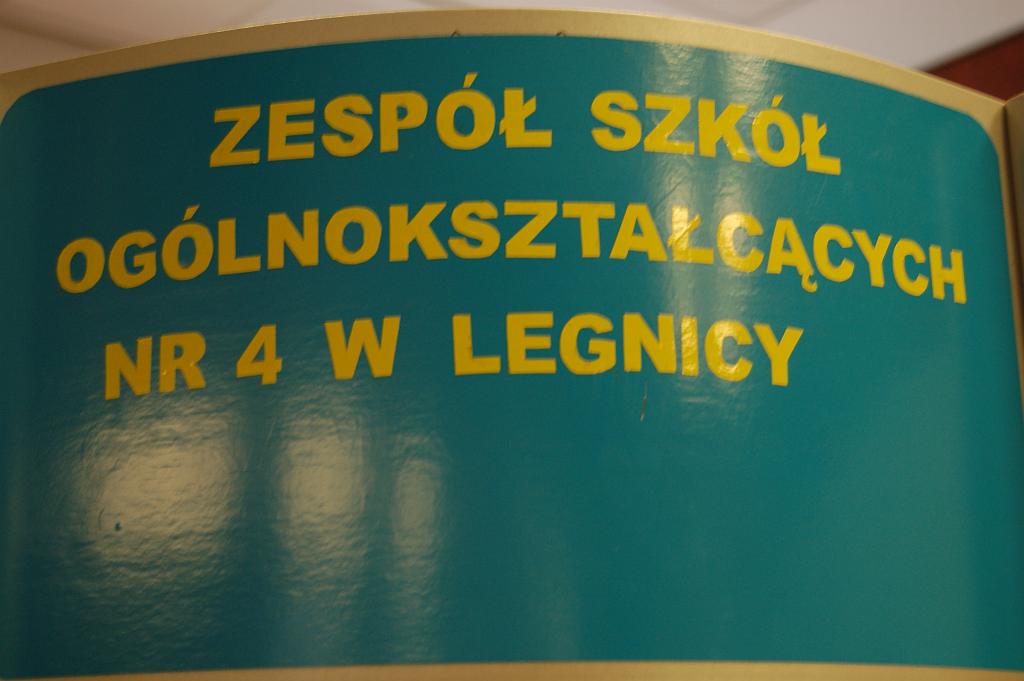 ZESPÓŁ SZKÓŁ
OGÓLNOKSZTAŁCĄCYCH
NR 4 W LEGNICY